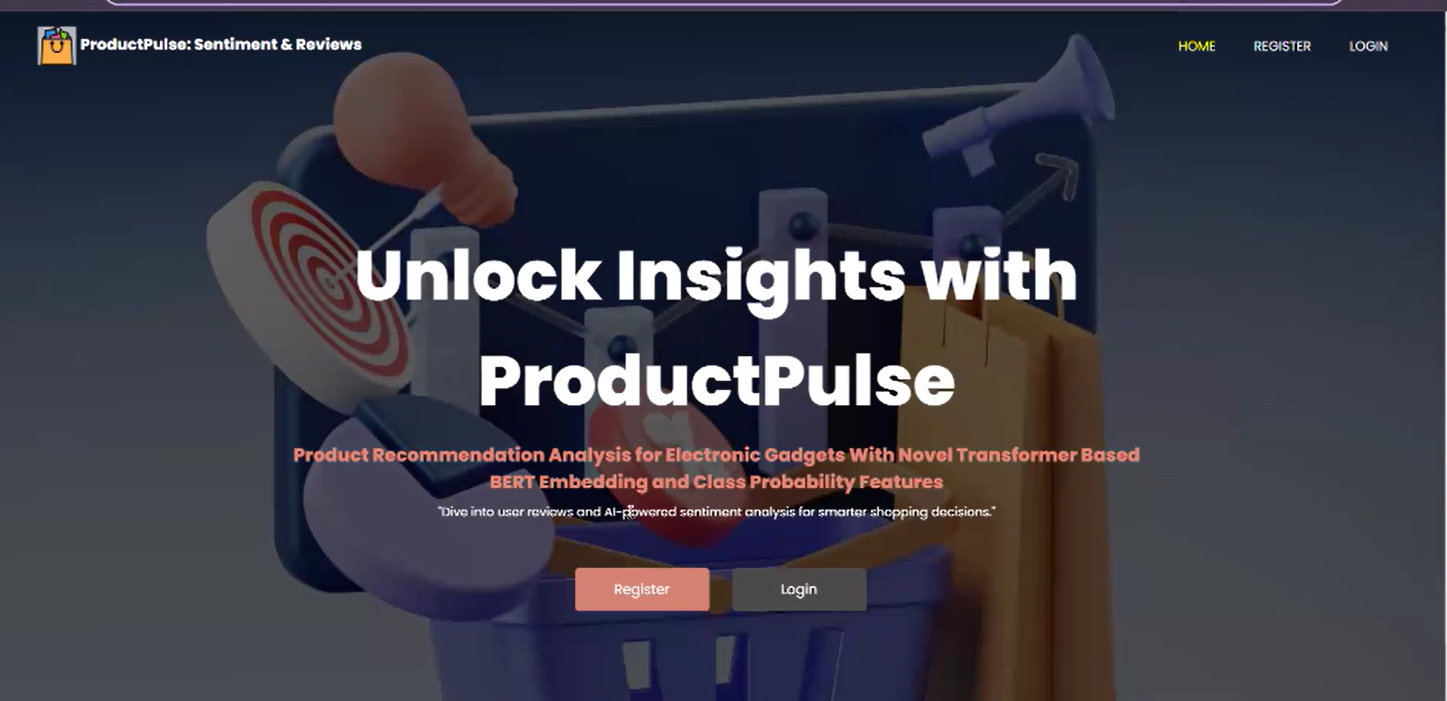 ProductPulse: Sentiment & Reviews
HOME REGISTER LOGIN
Unlock Insights with
ProductPulse
Product Recommendation Analysis for Electronic Gadgets With Novel Transformer Based
BERT Embedding and Class Probability Features
"Dive into user reviews and AI-powered sentiment analysis for smarter shopping decisions."
Register Login